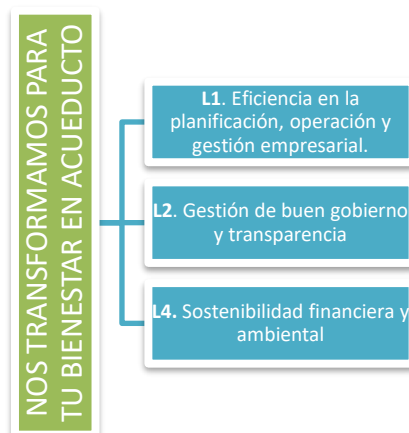 NOS TRANSFORMAMOS PARA
TU BIENESTAR EN ACUEDUCTO
L1. Eficiencia en la
planificación, operación y
gestión empresarial.
L2. Gestión de buen gobierno
y transparencia
L4. Sostenibilidad financiera y
ambiental